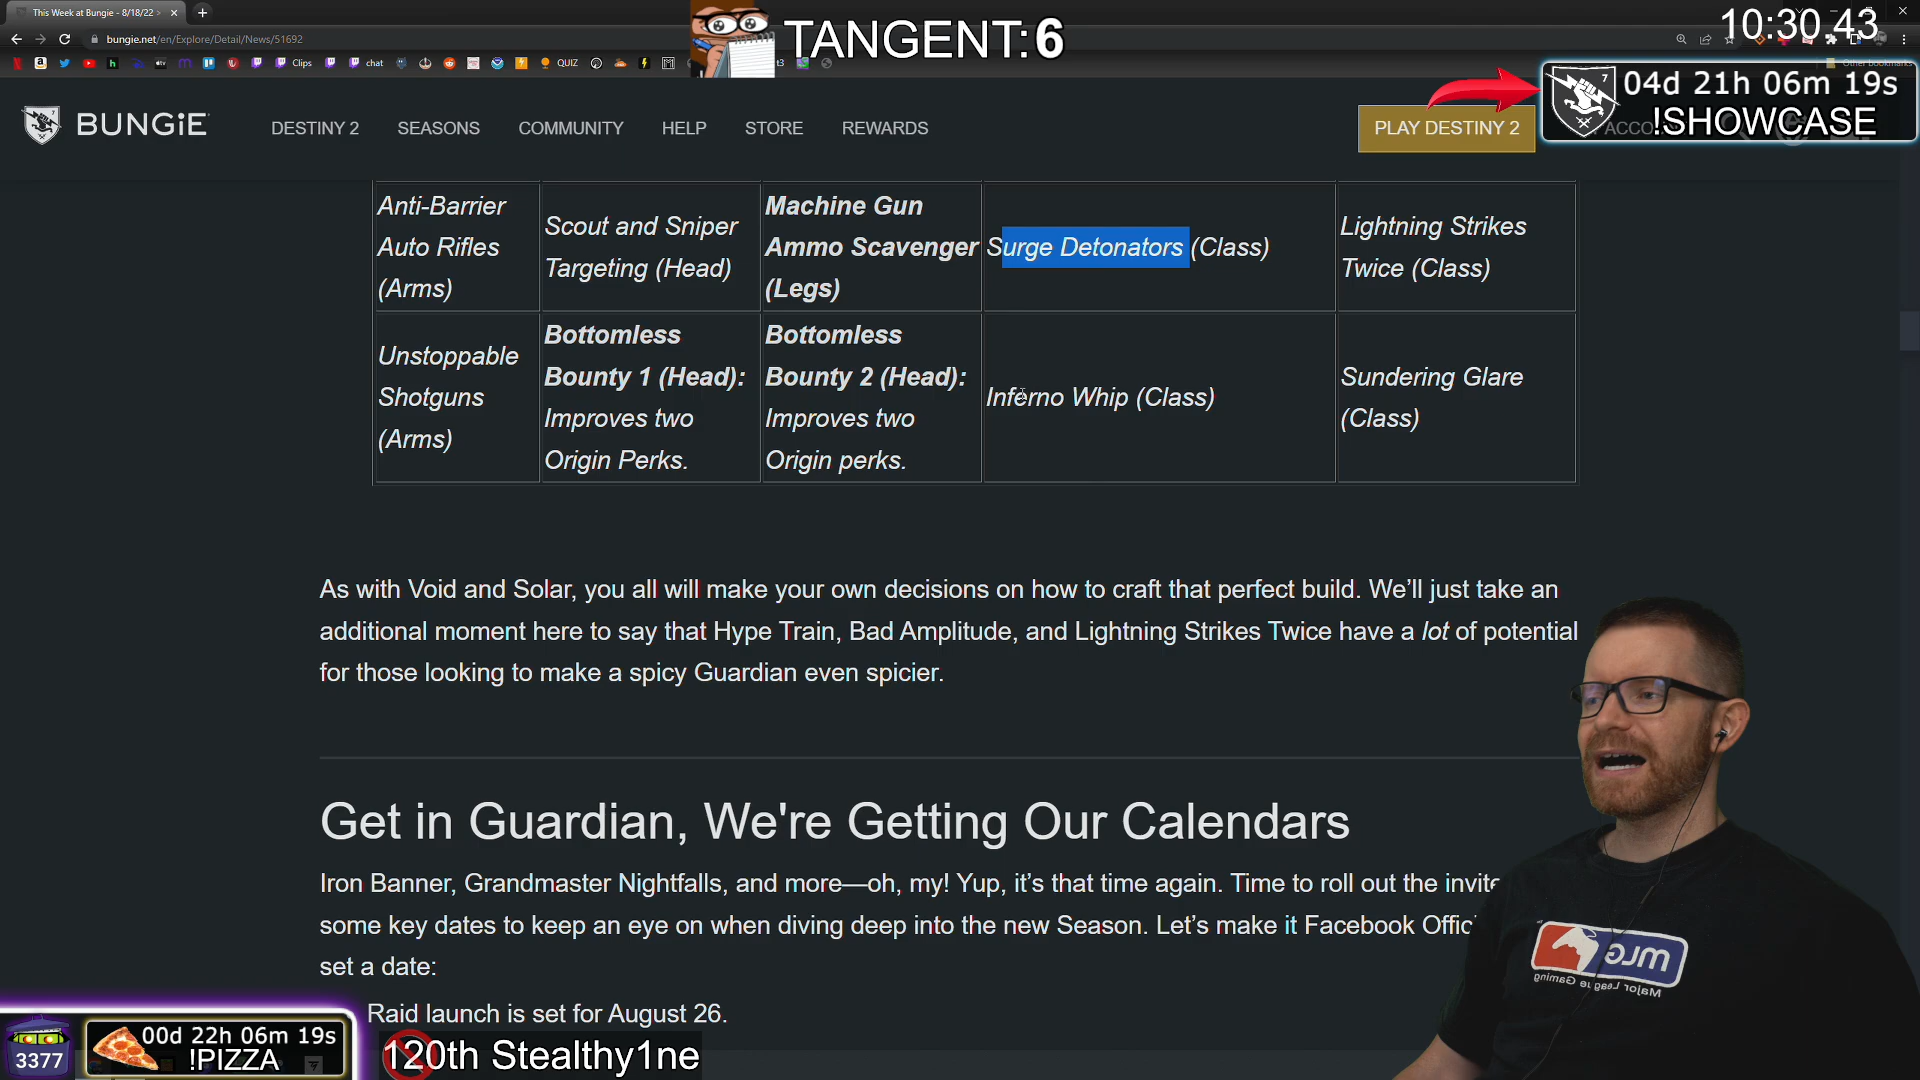 This Week at Bungie - 8/18/22 >
bungie.net/en/Explore/Detail/News/51692
Clips
chat
QUIZ
t3
Other bookmarks
TANGENT: 6
10:30.43
04d 21h 06m 19s
!SHOWCASE
BUNGiE
DESTINY 2
SEASONS
COMMUNITY
HELP
STORE
REWARDS
PLAY DESTINY 2
ACCO
Anti-Barrier
Auto Rifles
(Arms)
Scout and Sniper
Targeting (Head)
Machine Gun
Ammo Scavenger
(Legs)
Surge Detonators (Class)
Lightning Strikes
Twice (Class)
Unstoppable
Shotguns
(Arms)
Bottomless
Bounty 1 (Head):
Improves two
Origin Perks.
Bottomless
Bounty 2 (Head):
Improves two
Origin perks.
Inferno Whip (Class)
Sundering Glare
(Class)
As with Void and Solar, you all will make your own decisions on how to craft that perfect build. We’ll just take an
additional moment here to say that Hype Train, Bad Amplitude, and Lightning Strikes Twice have a lot of potential
for those looking to make a spicy Guardian even spicier.
Get in Guardian, We're Getting Our Calendars
Iron Banner, Grandmaster Nightfalls, and more—oh, my! Yup, it’s that time again. Time to roll out the invite
some key dates to keep an eye on when diving deep into the new Season. Let’s make it Facebook Offic
set a date:
Raid launch is set for August 26.
mLG
Major League Gaming
3377
00d 22h 06m 19s
!PIZZA
120th Stealthy1ne